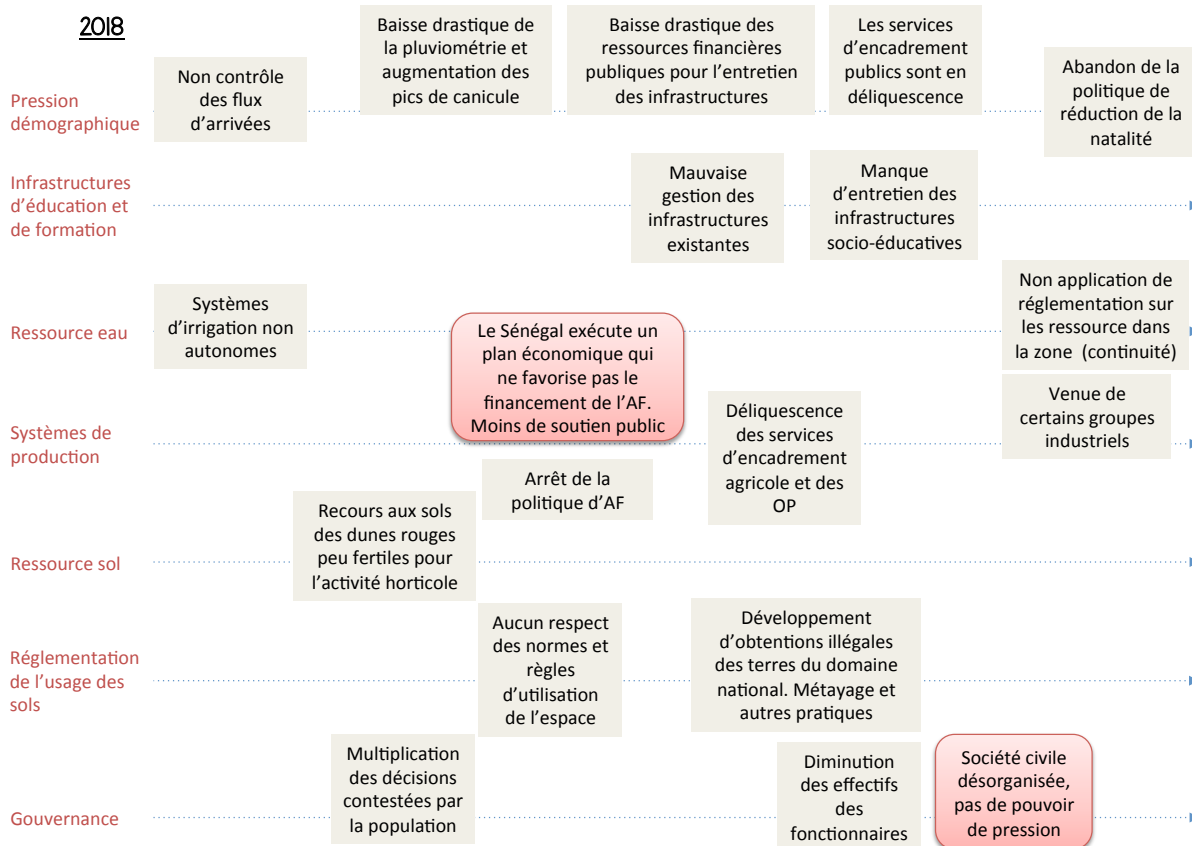 2018
Baisse drastique de
la pluviométrie et
augmentation des
pics de canicule
Baisse drastique des
ressources financières
publiques pour l'entretien
des infrastructures
Les services
d'encadrement
publics sont en
déliquescence
Non contrôle
des flux
d'arrivées
Abandon de la
politique de
réduction de la
natalité
Pression
démographique
Infrastructures
d'éducation et
de formation
Mauvaise
gestion des
infrastructures
existantes
Manque
d'entretien des
infrastructures
socio-éducatives
Ressource eau
Systèmes
d'irrigation non
autonomes
Non application de
réglementation sur
les ressource dans
la zone (continuité)
Le Sénégal exécute un
plan économique qui
ne favorise pas le
financement de l'AF.
Moins de soutien public
Systèmes de
production
Déliquescence
des services
d'encadrement
agricole et des
OP
Venue de
certains groupes
industriels
Arrêt de la
politique d'AF
Ressource sol
Recours aux sols
des dunes rouges
peu fertiles pour
l'activité horticole
Réglementation
de l'usage des
sols
Aucun respect
des normes et
règles
d'utilisation
de l'espace
Développement
d'obtentions illégales
des terres du domaine
national. Métayage et
autres pratiques
Gouvernance
Multiplication
des décisions
contestées par
la population
Diminution
des effectifs
des
fonctionnaires
Société civile
désorganisée,
pas de pouvoir
de pression